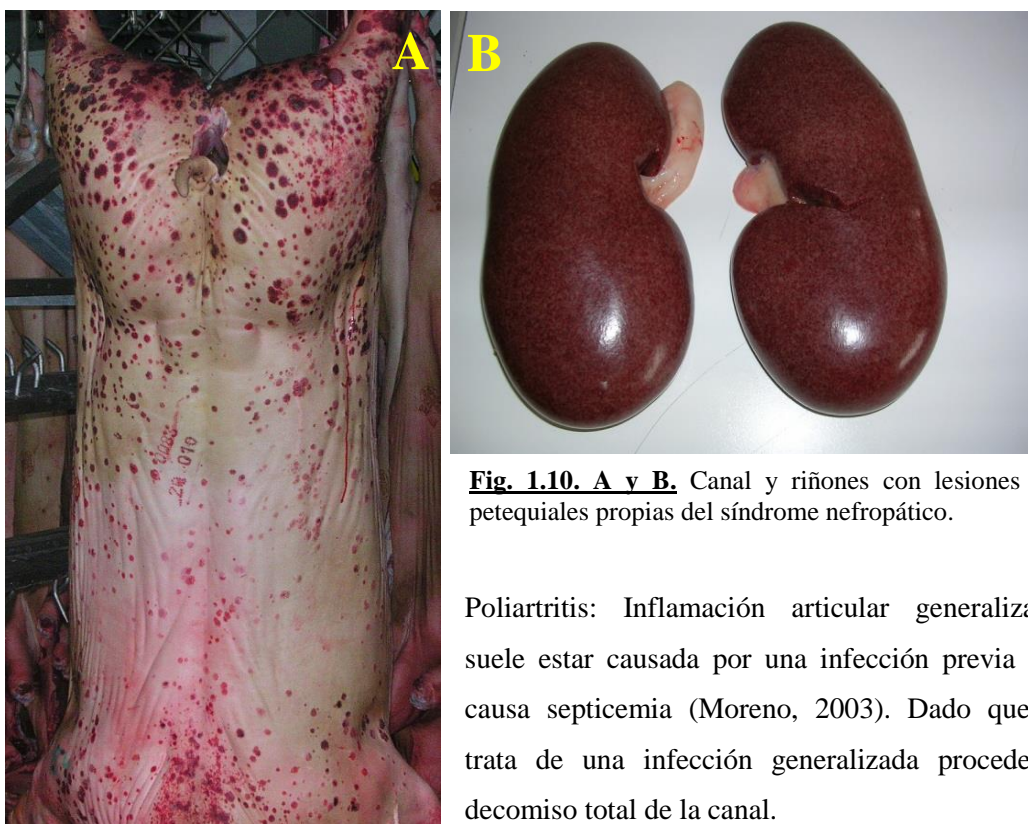 A
B
Fig. 1.10. A y B. Canal y riñones con lesiones
petequiales propias del síndrome nefropático.
Poliartritis: Inflamación articular generaliza
suele estar causada por una infección previa
causa septicemia (Moreno, 2003). Dado que
trata de una infección generalizada procede
decomiso total de la canal.
010